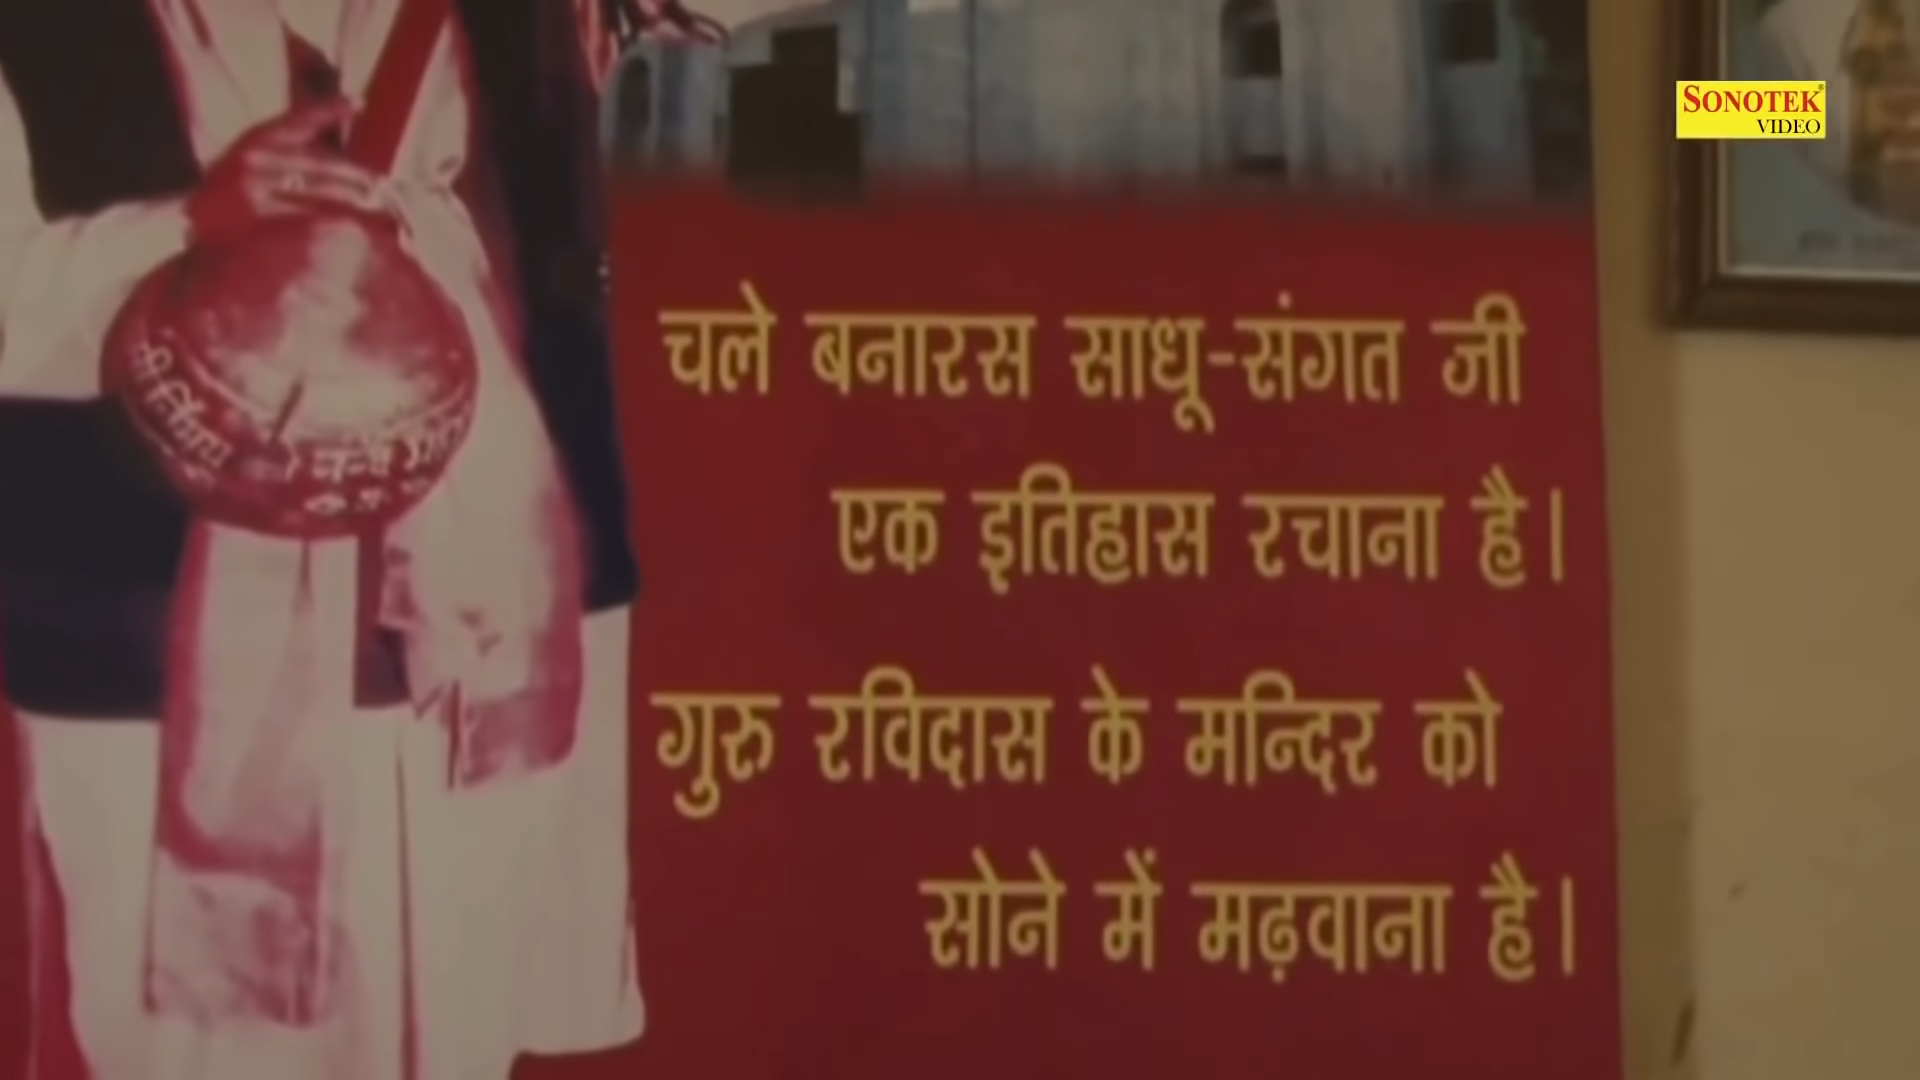 SONOTEK
VIDEO
चले बनारस साधू-संगत जी
एक इतिहास रचाना है।
गुरु रविदास के मन्दिर को
सोने में मढ़वाना है।